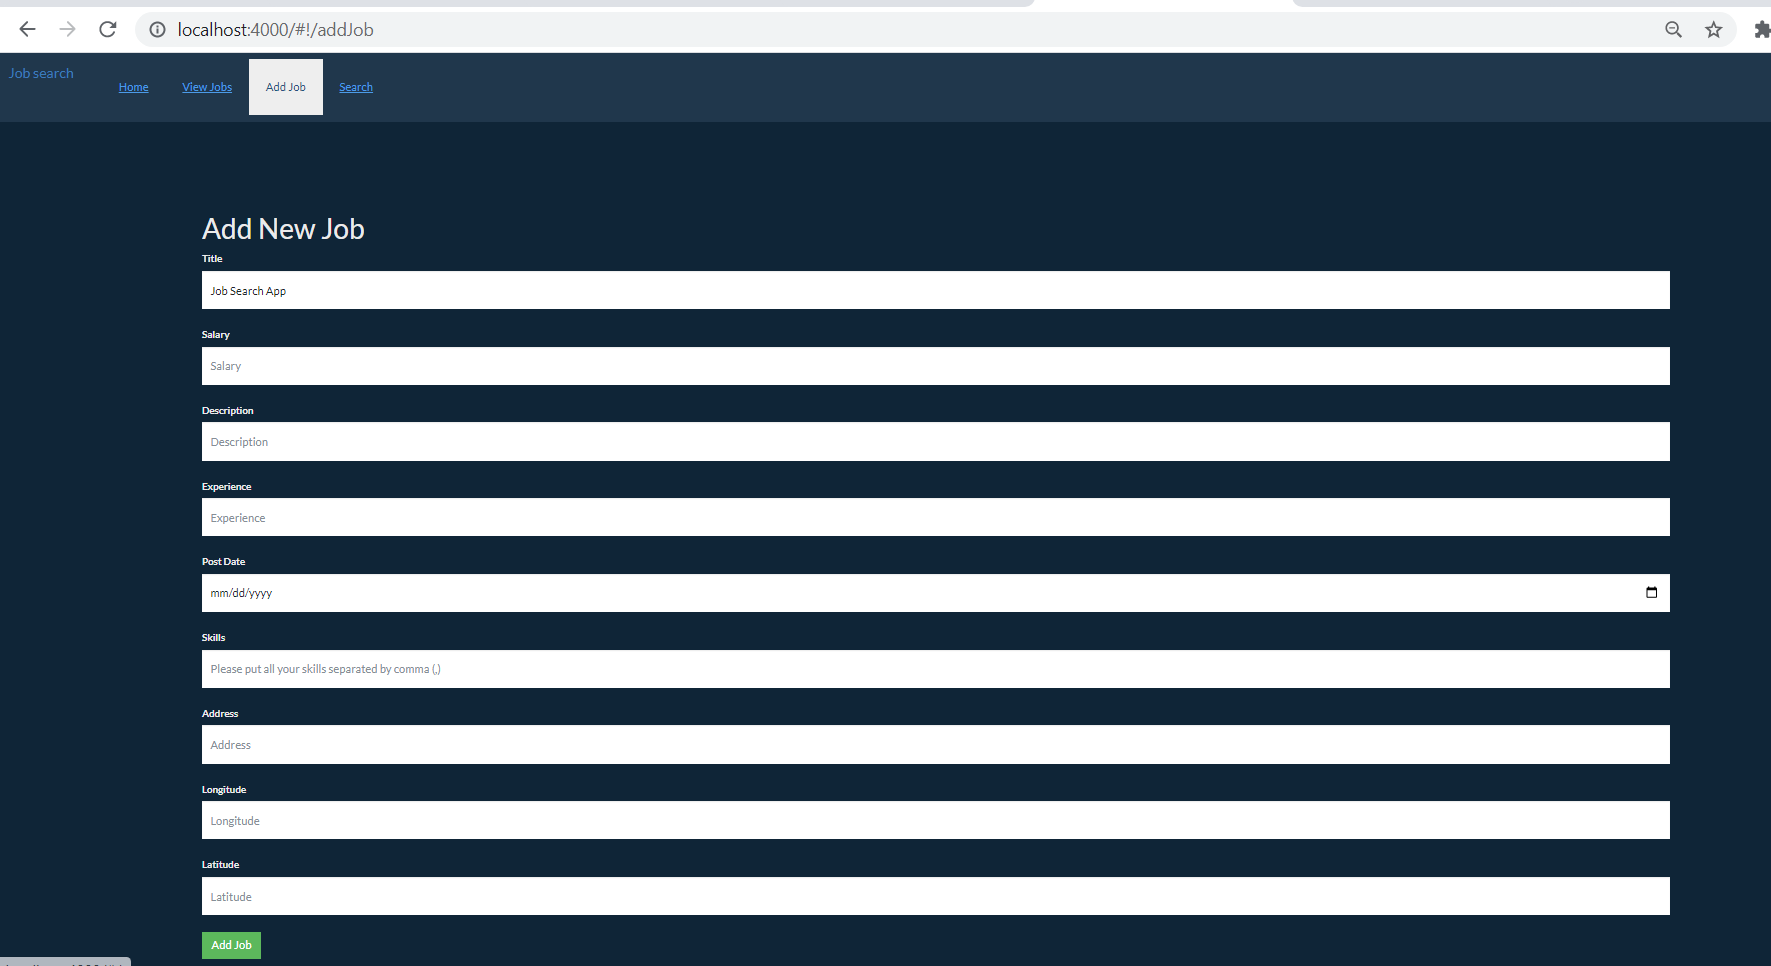 localhost:4000/#!/addJob
Job search
Home
View Jobs
Add Job
Search
Add New Job
Title
Job Search App
Salary
Salary
Description
Description
Experience
Experience
Post Date
mm/dd/yyyy
Skills
Please put all your skills separated by comma (,)
Address
Address
Longitude
Longitude
Latitude
Latitude
Add Job